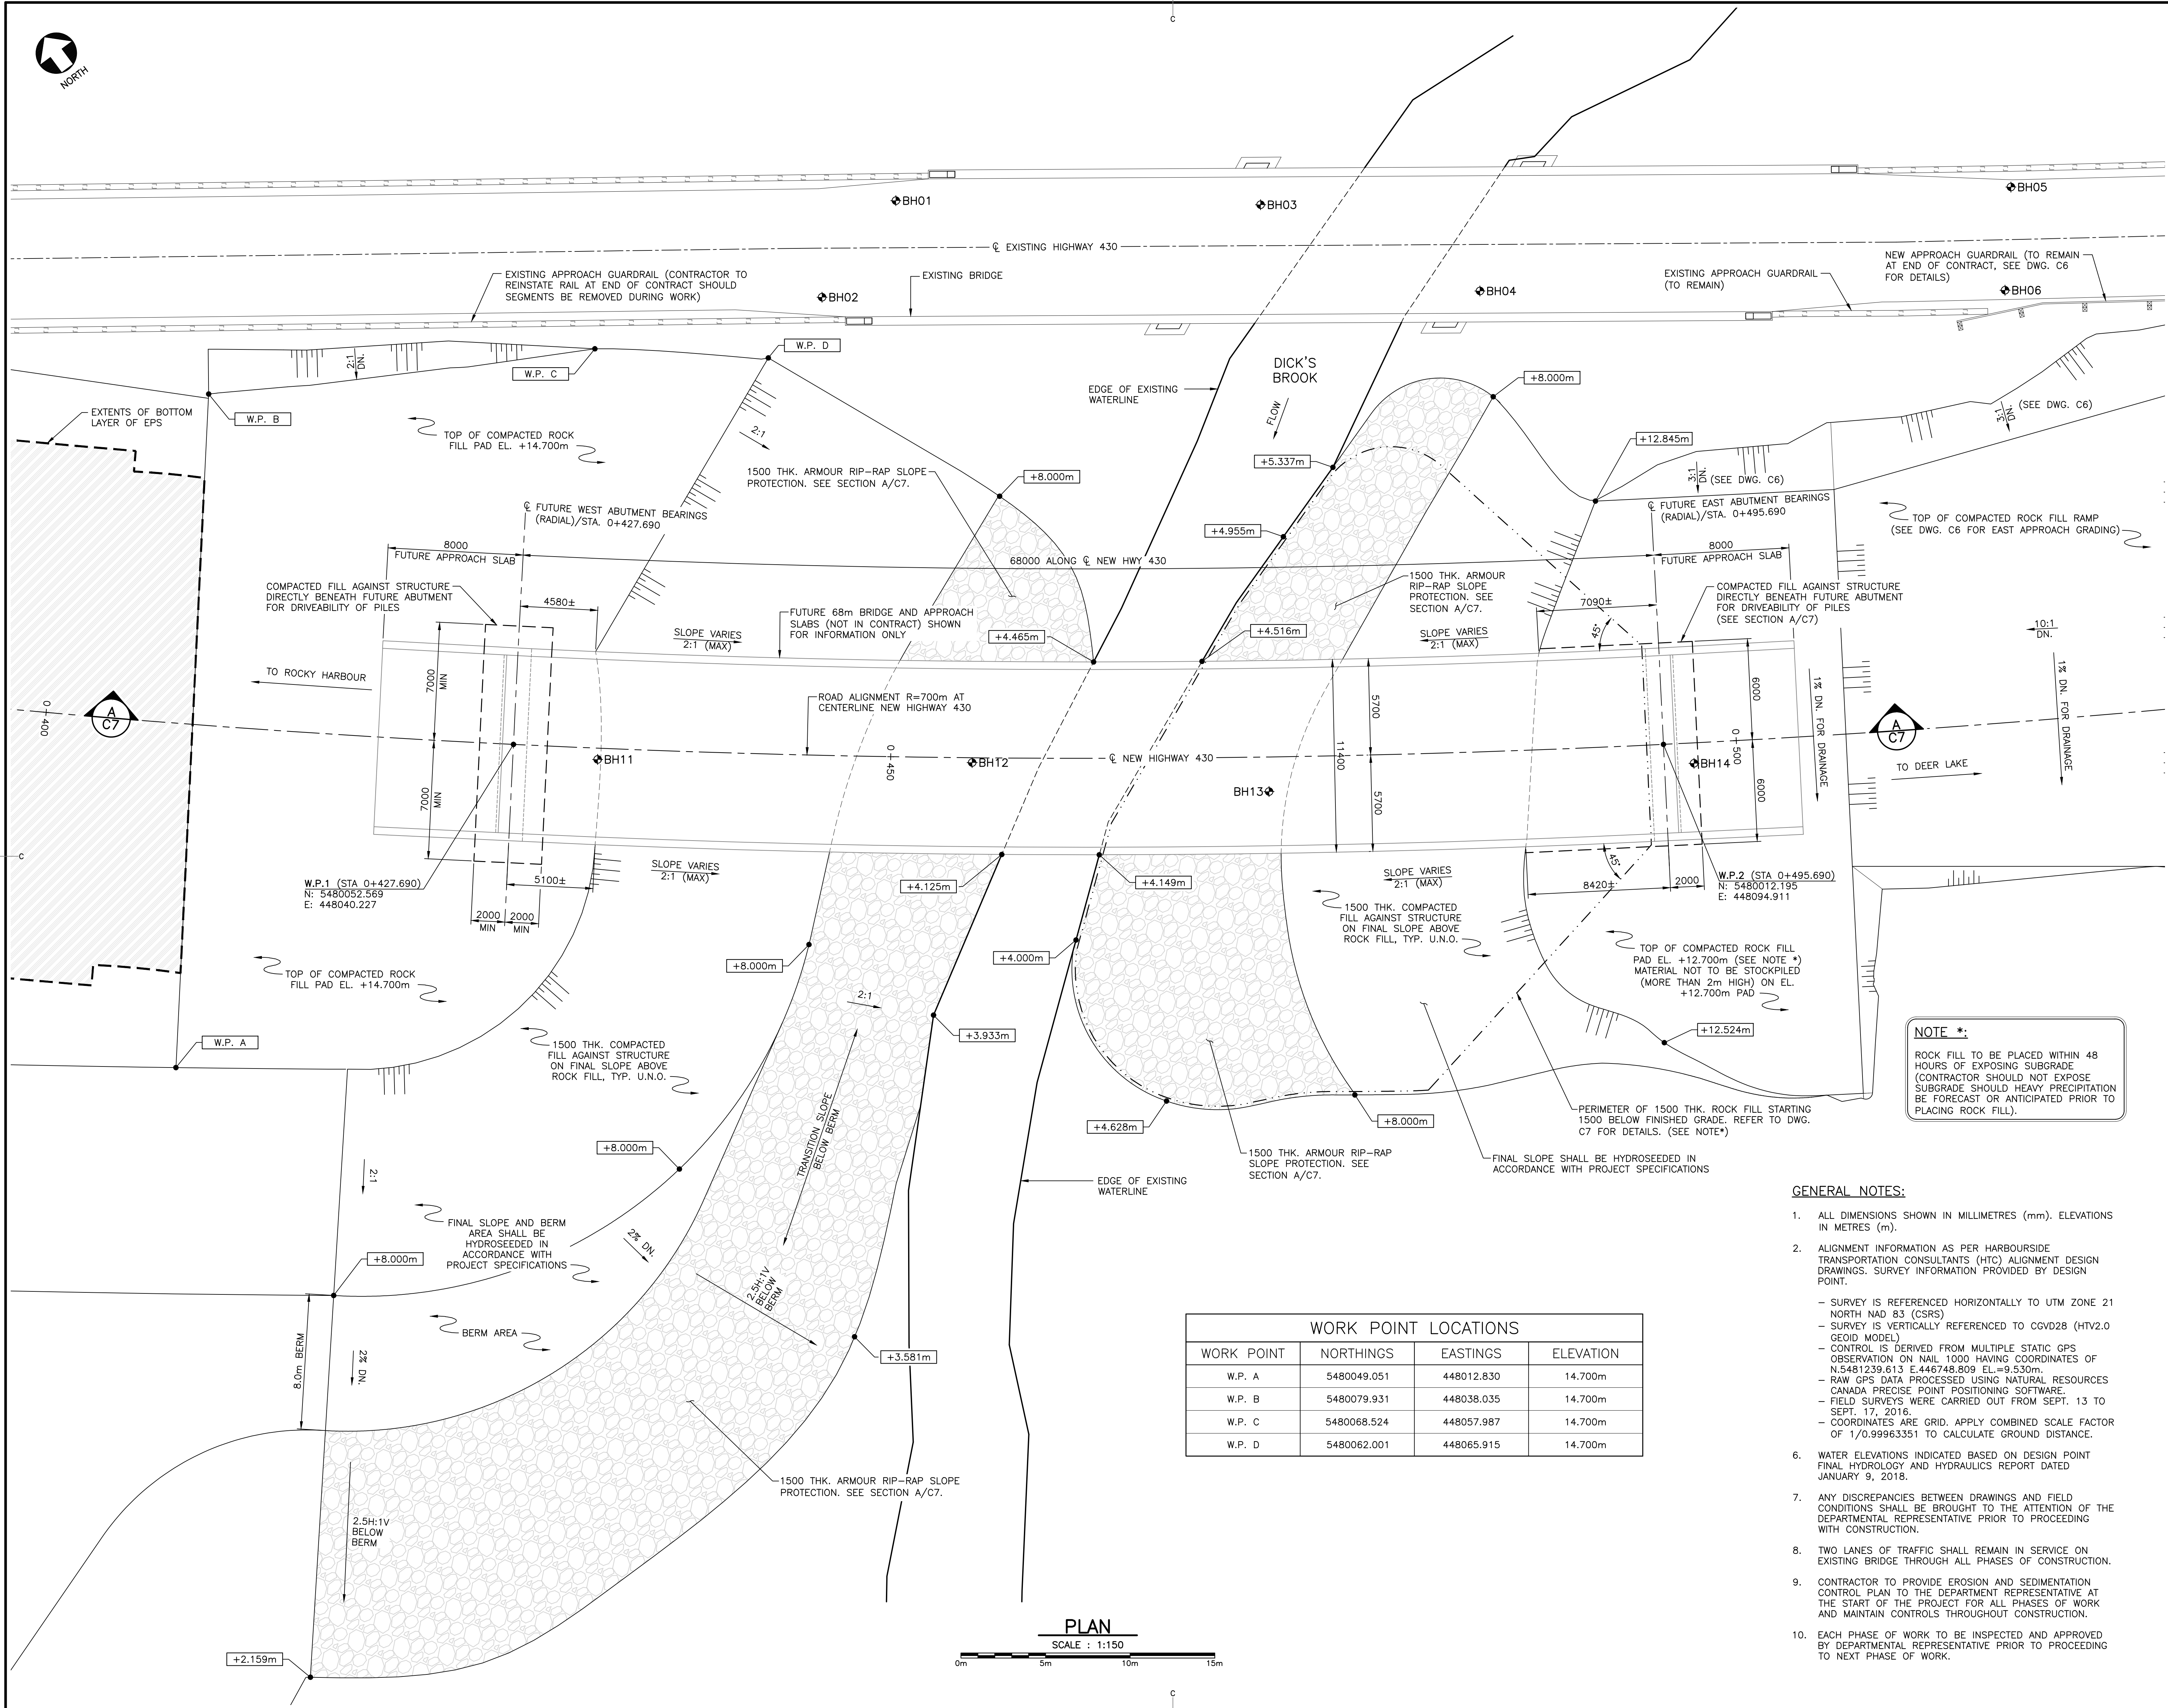 C
NORTH
BH01
BH03
BH05
℄ EXISTING HIGHWAY 430
EXISTING APPROACH GUARDRAIL (CONTRACTOR TO
REINSTATE RAIL AT END OF CONTRACT SHOULD
SEGMENTS BE REMOVED DURING WORK)
EXISTING BRIDGE
BH02
BH04
EXISTING APPROACH GUARDRAIL
(TO REMAIN)
NEW APPROACH GUARDRAIL (TO REMAIN
AT END OF CONTRACT, SEE DWG. C6
FOR DETAILS)
BH06
2:1
DN.
W.P. C
W.P. D
W.P. B
EXTENTS OF BOTTOM
LAYER OF EPS
TOP OF COMPACTED ROCK
FILL PAD EL. +14.700m
2:1
EDGE OF EXISTING
WATERLINE
DICK'S
BROOK
FLOW
+8.000m
+5.337m
+12.845m
3:1
DN.
(SEE DWG. C6)
3:1
DN.
(SEE DWG. C6)
1500 THK. ARMOUR RIP-RAP SLOPE
PROTECTION. SEE SECTION A/C7.
+8.000m
+4.955m
℄ FUTURE WEST ABUTMENT BEARINGS
(RADIAL)/STA. 0+427.690
℄ FUTURE EAST ABUTMENT BEARINGS
(RADIAL)/STA. 0+495.690
TOP OF COMPACTED ROCK FILL RAMP
(SEE DWG. C6 FOR EAST APPROACH GRADING)
8000
FUTURE APPROACH SLAB
68000 ALONG ℄ NEW HWY 430
8000
FUTURE APPROACH SLAB
COMPACTED FILL AGAINST STRUCTURE
DIRECTLY BENEATH FUTURE ABUTMENT
FOR DRIVEABILITY OF PILES
4580±
FUTURE 68m BRIDGE AND APPROACH
SLABS (NOT IN CONTRACT) SHOWN
FOR INFORMATION ONLY
SLOPE VARIES
2:1 (MAX)
+4.465m
+4.516m
1500 THK. ARMOUR
RIP-RAP SLOPE
PROTECTION. SEE
SECTION A/C7.
SLOPE VARIES
2:1 (MAX)
7090±
45°
COMPACTED FILL AGAINST STRUCTURE
DIRECTLY BENEATH FUTURE ABUTMENT
FOR DRIVEABILITY OF PILES
(SEE SECTION A/C7)
10:1
DN.
TO ROCKY HARBOUR
7000
MIN
0-400
A
C7
ROAD ALIGNMENT R=700m AT
CENTERLINE NEW HIGHWAY 430
5700
11400
6000
1% DN. FOR DRAINAGE
1% DN. FOR DRAINAGE
A
C7
BH11
0-450
BH12
℄ NEW HIGHWAY 430
BH13
5700
BH14
0-500
6000
TO DEER LAKE
7000
MIN
C
W.P.1 (STA 0+427.690)
N: 5480052.569
E: 448040.227
5100±
2000
MIN
2000
MIN
SLOPE VARIES
2:1 (MAX)
+4.125m
+4.149m
SLOPE VARIES
2:1 (MAX)
45°
8420±
2000
W.P.2 (STA 0+495.690)
N: 5480012.195
E: 448094.911
1500 THK. COMPACTED
FILL AGAINST STRUCTURE
ON FINAL SLOPE ABOVE
ROCK FILL, TYP. U.N.O.
+8.000m
+4.000m
TOP OF COMPACTED ROCK
FILL PAD EL. +14.700m
TOP OF COMPACTED ROCK FILL
PAD EL. +12.700m (SEE NOTE *)
MATERIAL NOT TO BE STOCKPILED
(MORE THAN 2m HIGH) ON EL.
+12.700m PAD
2:1
+3.933m
+12.524m
W.P. A
1500 THK. COMPACTED
FILL AGAINST STRUCTURE
ON FINAL SLOPE ABOVE
ROCK FILL, TYP. U.N.O.
NOTE *:
ROCK FILL TO BE PLACED WITHIN 48
HOURS OF EXPOSING SUBGRADE
(CONTRACTOR SHOULD NOT EXPOSE
SUBGRADE SHOULD HEAVY PRECIPITATION
BE FORECAST OR ANTICIPATED PRIOR TO
PLACING ROCK FILL).
TRANSITION SLOPE
BELOW BERM
+4.628m
+8.000m
PERIMETER OF 1500 THK. ROCK FILL STARTING
1500 BELOW FINISHED GRADE. REFER TO DWG.
C7 FOR DETAILS. (SEE NOTE*)
+8.000m
2:1
1500 THK. ARMOUR RIP-RAP
SLOPE PROTECTION. SEE
SECTION A/C7.
FINAL SLOPE SHALL BE HYDROSEEDED IN
ACCORDANCE WITH PROJECT SPECIFICATIONS
EDGE OF EXISTING
WATERLINE
FINAL SLOPE AND BERM
AREA SHALL BE
HYDROSEEDED IN
ACCORDANCE WITH
PROJECT SPECIFICATIONS
2% DN.
+8.000m
2.5H:1V
BELOW
BERM
BERM AREA
8.0m BERM
2% DN.
+3.581m
1500 THK. ARMOUR RIP-RAP SLOPE
PROTECTION. SEE SECTION A/C7.
2.5H:1V
BELOW
BERM
+2.159m
WORK POINT LOCATIONS
WORK POINT NORTHINGS EASTINGS ELEVATION
W.P. A 5480049.051 448012.830 14.700m
W.P. B 5480079.931 448038.035 14.700m
W.P. C 5480068.524 448057.987 14.700m
W.P. D 5480062.001 448065.915 14.700m
PLAN
SCALE : 1:150
0m 5m 10m 15m
C
GENERAL NOTES:
1. ALL DIMENSIONS SHOWN IN MILLIMETRES (mm). ELEVATIONS
IN METRES (m).
2. ALIGNMENT INFORMATION AS PER HARBOURSIDE
TRANSPORTATION CONSULTANTS (HTC) ALIGNMENT DESIGN
DRAWINGS. SURVEY INFORMATION PROVIDED BY DESIGN
POINT.
– SURVEY IS REFERENCED HORIZONTALLY TO UTM ZONE 21
NORTH NAD 83 (CSRS)
– SURVEY IS VERTICALLY REFERENCED TO CGVD28 (HTV2.0
GEOID MODEL)
– CONTROL IS DERIVED FROM MULTIPLE STATIC GPS
OBSERVATION ON NAIL 1000 HAVING COORDINATES OF
N.5481239.613 E.446748.809 EL.=9.530m.
– RAW GPS DATA PROCESSED USING NATURAL RESOURCES
CANADA PRECISE POINT POSITIONING SOFTWARE.
– FIELD SURVEYS WERE CARRIED OUT FROM SEPT. 13 TO
SEPT. 17, 2016.
– COORDINATES ARE GRID. APPLY COMBINED SCALE FACTOR
OF 1/0.99963351 TO CALCULATE GROUND DISTANCE.
6. WATER ELEVATIONS INDICATED BASED ON DESIGN POINT
FINAL HYDROLOGY AND HYDRAULICS REPORT DATED
JANUARY 9, 2018.
7. ANY DISCREPANCIES BETWEEN DRAWINGS AND FIELD
CONDITIONS SHALL BE BROUGHT TO THE ATTENTION OF THE
DEPARTMENTAL REPRESENTATIVE PRIOR TO PROCEEDING
WITH CONSTRUCTION.
8. TWO LANES OF TRAFFIC SHALL REMAIN IN SERVICE ON
EXISTING BRIDGE THROUGH ALL PHASES OF CONSTRUCTION.
9. CONTRACTOR TO PROVIDE EROSION AND SEDIMENTATION
CONTROL PLAN TO THE DEPARTMENT REPRESENTATIVE AT
THE START OF THE PROJECT FOR ALL PHASES OF WORK
AND MAINTAIN CONTROLS THROUGHOUT CONSTRUCTION.
10. EACH PHASE OF WORK TO BE INSPECTED AND APPROVED
BY DEPARTMENTAL REPRESENTATIVE PRIOR TO PROCEEDING
TO NEXT PHASE OF WORK.